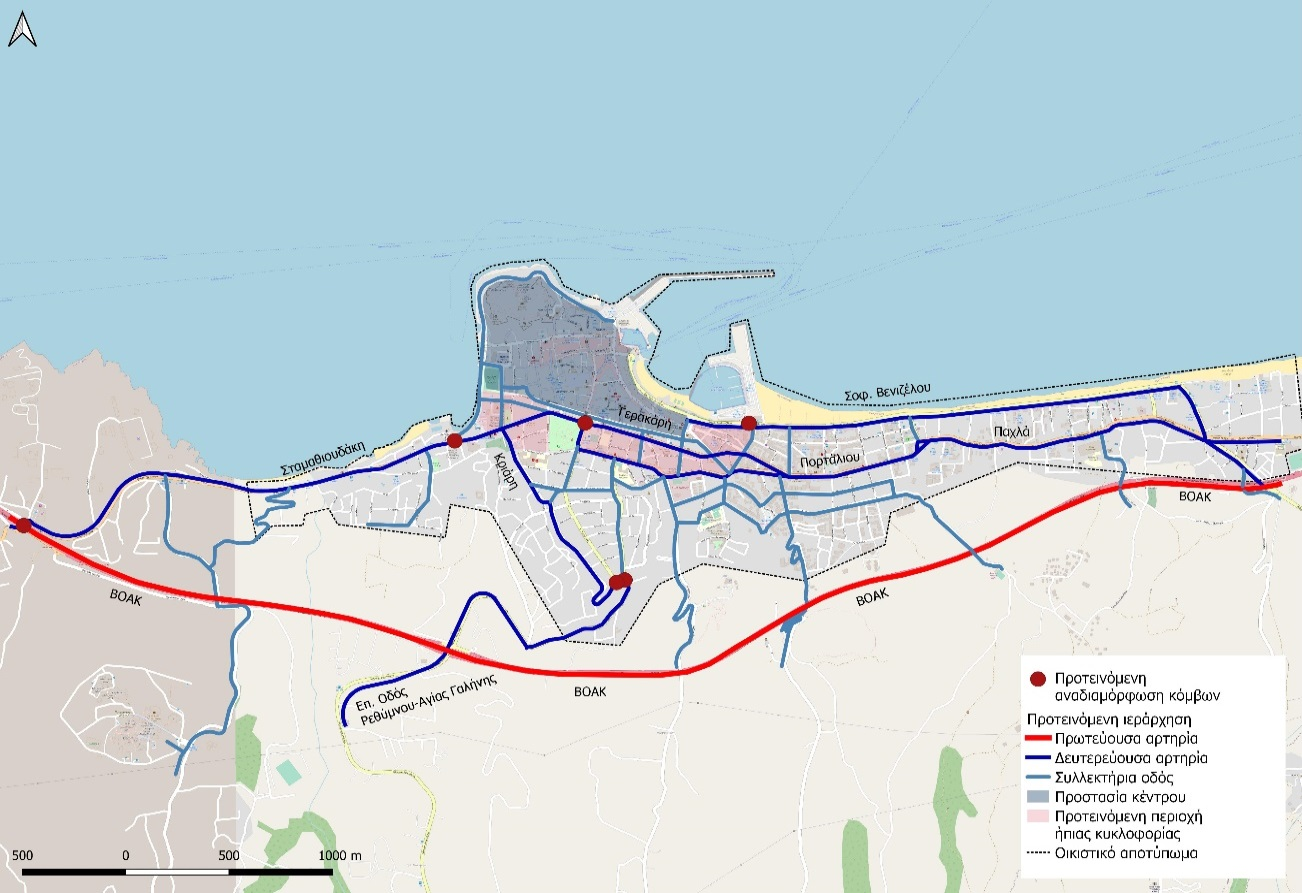 Σοφ. Βενιζέλου
Γερακάρη
Παχλά
Σταμαθιουδάκη
Πορτάλιου
Κριάρη
ΒΟΑΚ
ΒΟΑΚ
ΒΟΑΚ
ΒΟΑΚ
Επ. Οδός
Ρεθύμνου-Αγίας Γαλήνης
Προτεινόμενη
αναδιαμόρφωση κόμβων
Προτεινόμενη ιεράρχηση
Πρωτεύουσα αρτηρία
Δευτερεύουσα αρτηρία
Συλλεκτήρια οδός
Προστασία κέντρου
Προτεινόμενη περιοχή
ήπιας κυκλοφορίας
Οικιστικό αποτύπωμα
500 0 500 1000 m